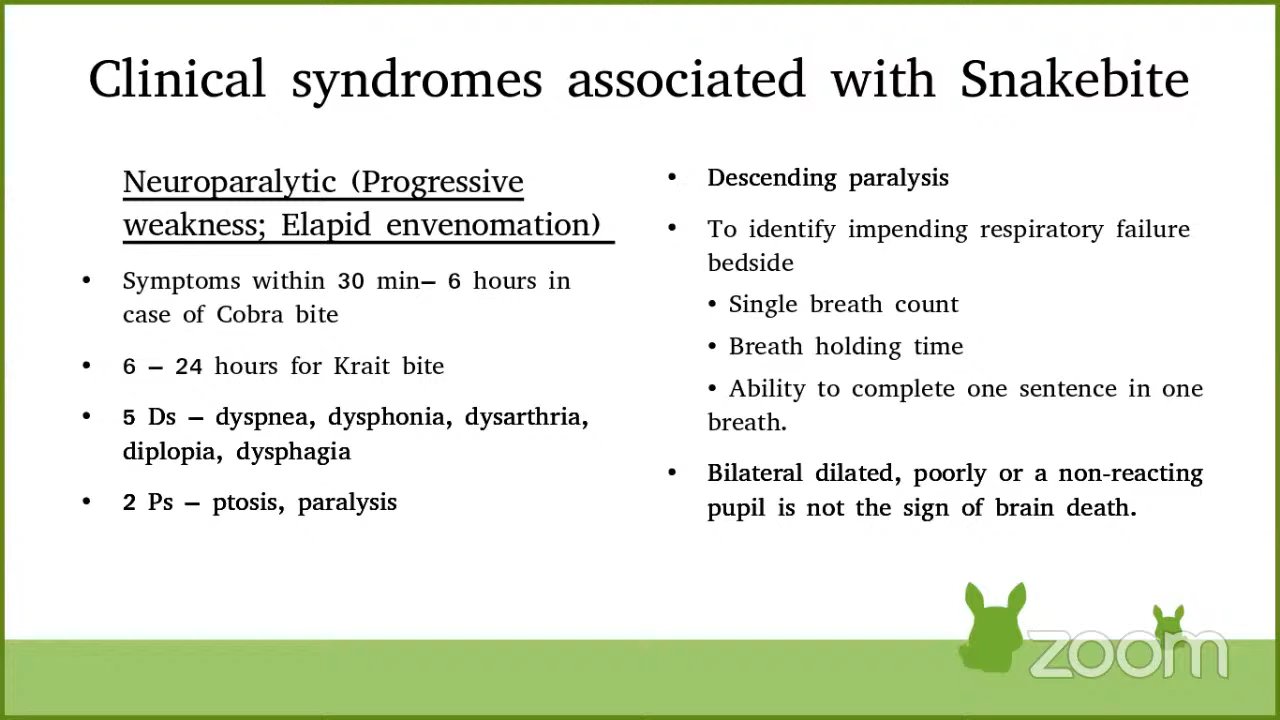 Clinical syndromes associated with Snakebite
Neuroparalytic (Progressive
weakness; Elapid envenomation)
• Symptoms within 30 min– 6 hours in
case of Cobra bite
• 6 – 24 hours for Krait bite
• 5 Ds – dyspnea, dysphonia, dysarthria,
diplopia, dysphagia
• 2 Ps – ptosis, paralysis
• Descending paralysis
• To identify impending respiratory failure
bedside
• Single breath count
• Breath holding time
• Ability to complete one sentence in one
breath.
• Bilateral dilated, poorly or a non-reacting
pupil is not the sign of brain death.
zoom